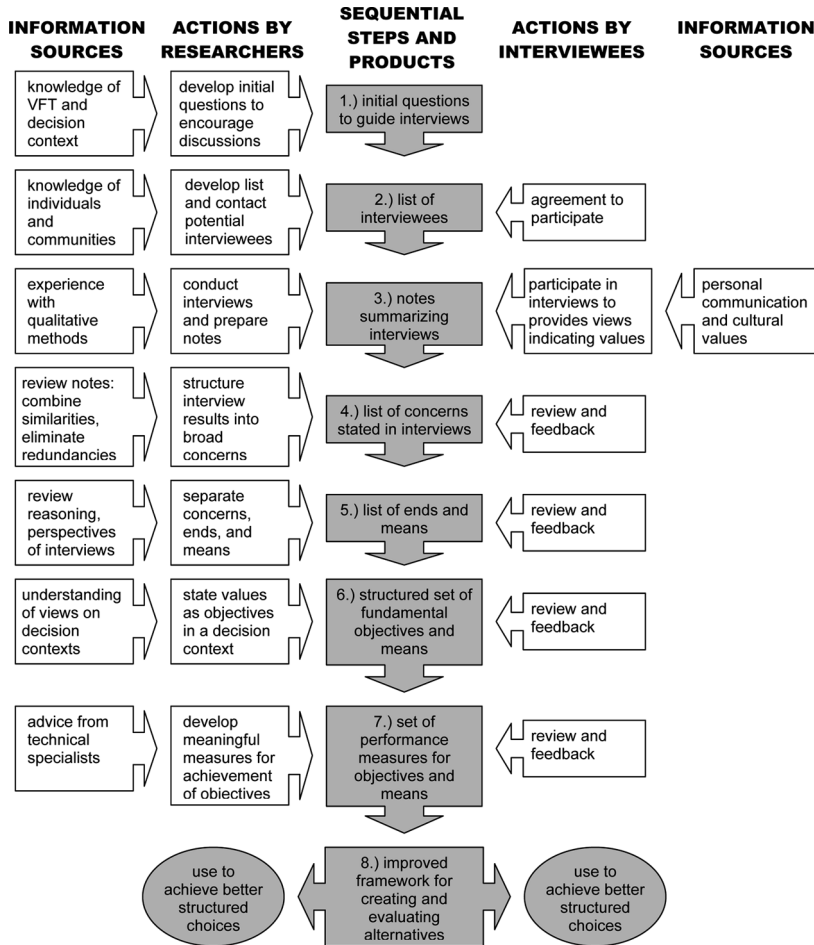 INFORMATION
SOURCES
ACTIONS BY
RESEARCHERS
SEQUENTIAL
STEPS AND
PRODUCTS
ACTIONS BY
INTERVIEWEES
INFORMATION
SOURCES
knowledge of
VFT and
decision
context
develop initial
questions to
encourage
discussions
1.) initial questions
to guide interviews
knowledge of
individuals
and
communities
develop list
and contact
potential
interviewees
2.) list of
interviewees
agreement to
participate
experience
with
qualitative
methods
conduct
interviews
and prepare
notes
3.) notes
summarizing
interviews
participate in
interviews to
provides views
indicating values
personal
communication
and cultural
values
review notes:
combine
similarities,
eliminate
redundancies
structure
interview
results into
broad
concerns
4.) list of concerns
stated in interviews
review and
feedback
review
reasoning,
perspectives
of interviews
separate
concerns,
ends, and
means
5.) list of ends and
means
review and
feedback
understanding
of views on
decision
contexts
state values
as objectives
in a decision
context
6.) structured set of
fundamental
objectives and
means
review and
feedback
advice from
technical
specialists
develop
meaningful
measures for
achievement
of objectives
7.) set of
performance
measures for
objectives and
means
review and
feedback
use to
achieve better
structured
choices
8.) improved
framework for
creating and
evaluating
alternatives
use to
achieve better
structured
choices